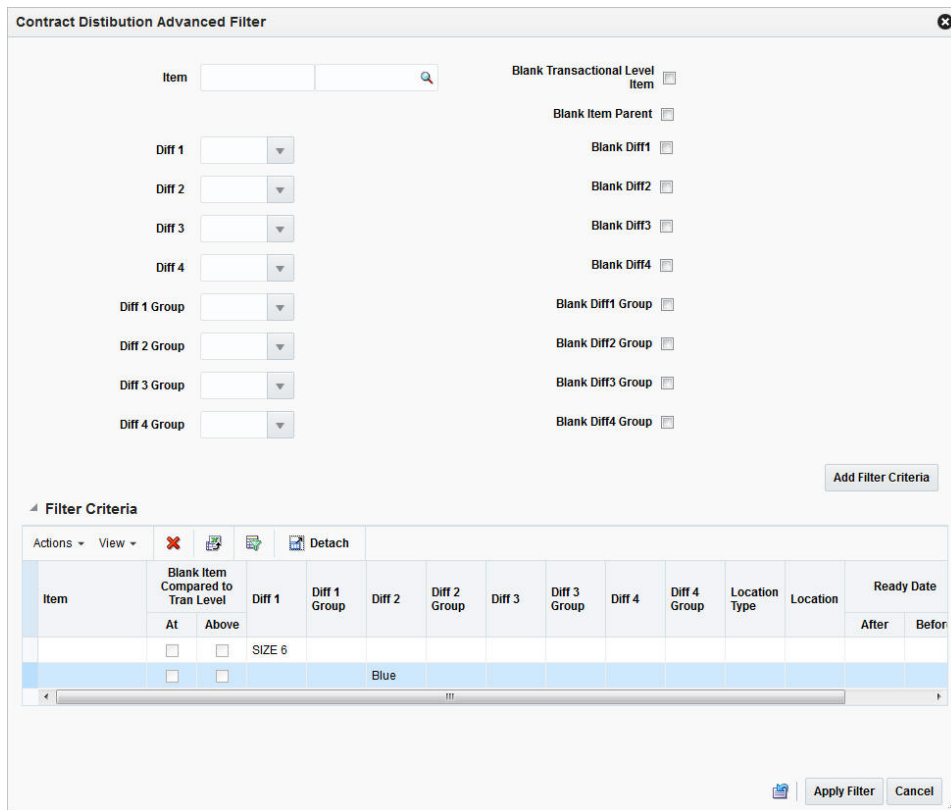 Contract Distibution Advanced Filter
Item
Blank Transactional Level
Item
Blank Item Parent
Diff 1
Blank Diff1
Diff 2
Blank Diff2
Diff 3
Blank Diff3
Diff 4
Blank Diff4
Diff 1 Group
Blank Diff1 Group
Diff 2 Group
Blank Diff2 Group
Diff 3 Group
Blank Diff3 Group
Diff 4 Group
Blank Diff4 Group
Add Filter Criteria
Filter Criteria
Actions View Detach
Item
Blank Item
Compared to
Tran Level
At Above
Diff 1
Diff 1
Group
Diff 2
Diff 2
Group
Diff 3
Diff 3
Group
Diff 4
Diff 4
Group
Location
Type
Location
Ready Date
After Befor
SIZE 6
Blue
Apply Filter Cancel